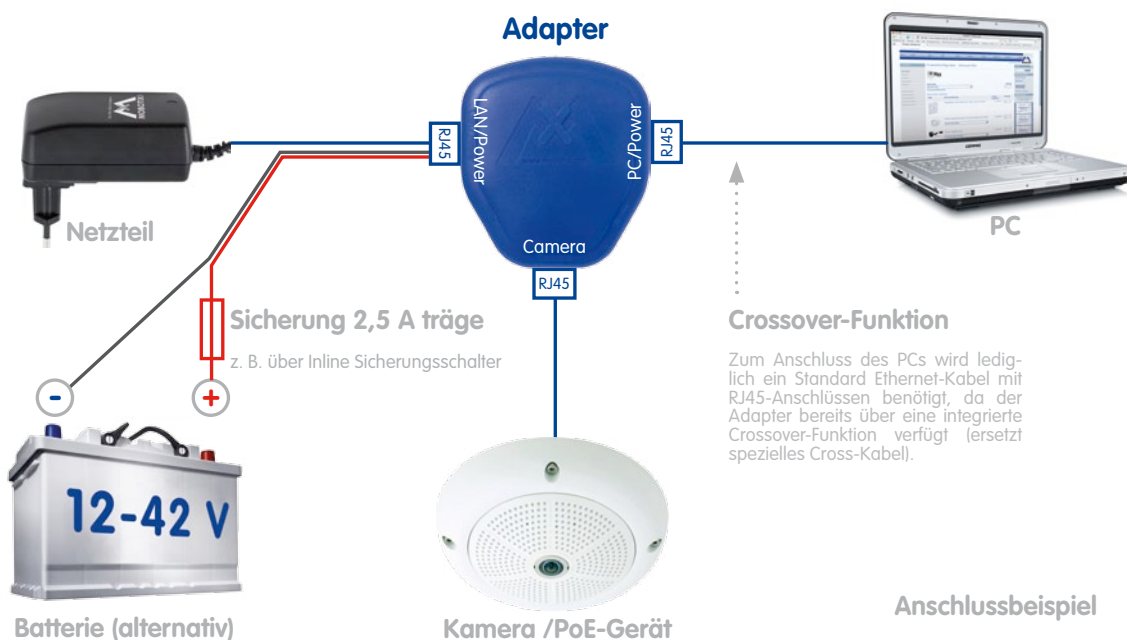 Adapter
LAN/Power
RJ45
PC/Power
RJ45
Camera
RJ45
Netzteil
PC
Sicherung 2,5 A träge
z. B. über Inline Sicherungsschalter
Crossover-Funktion
Zum Anschluss des PCs wird ledig-
lich ein Standard Ethernet-Kabel mit
RJ45-Anschlüssen benötigt, da der
Adapter bereits über eine integrierte
Crossover-Funktion verfügt (ersetzt
spezielles Cross-Kabel).
-
+
12-42 V
Batterie (alternativ)
Kamera /PoE-Gerät
Anschlussbeispiel